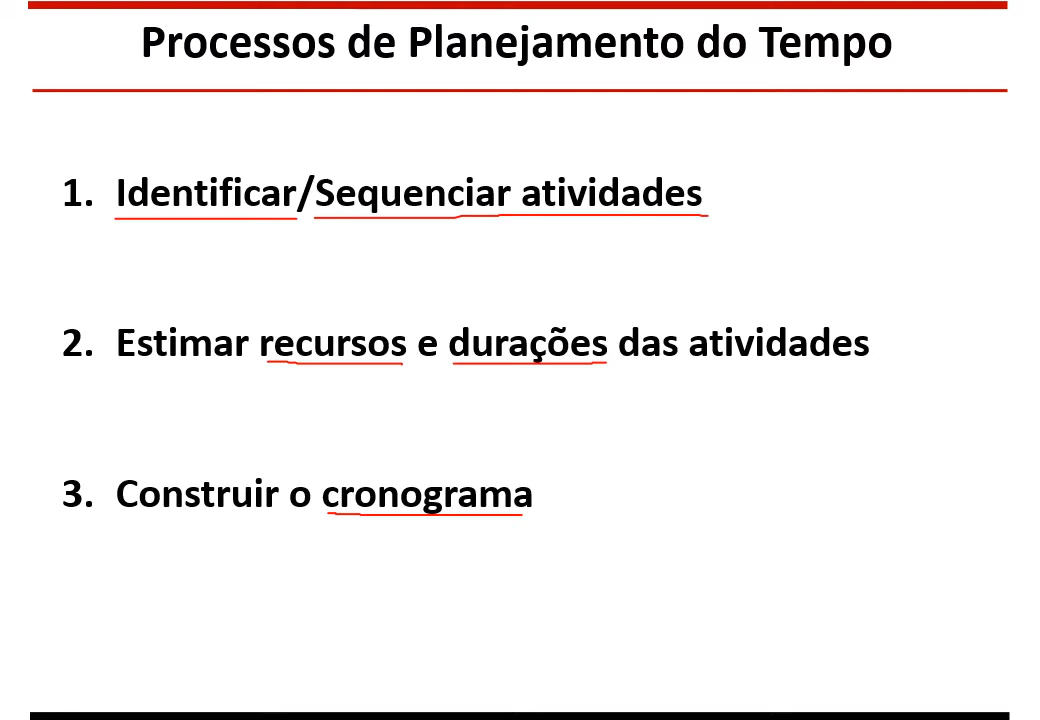 Processos de Planejamento do Tempo
1. Identificar/Sequenciar atividades
2. Estimar recursos e durações das atividades
3. Construir o cronograma